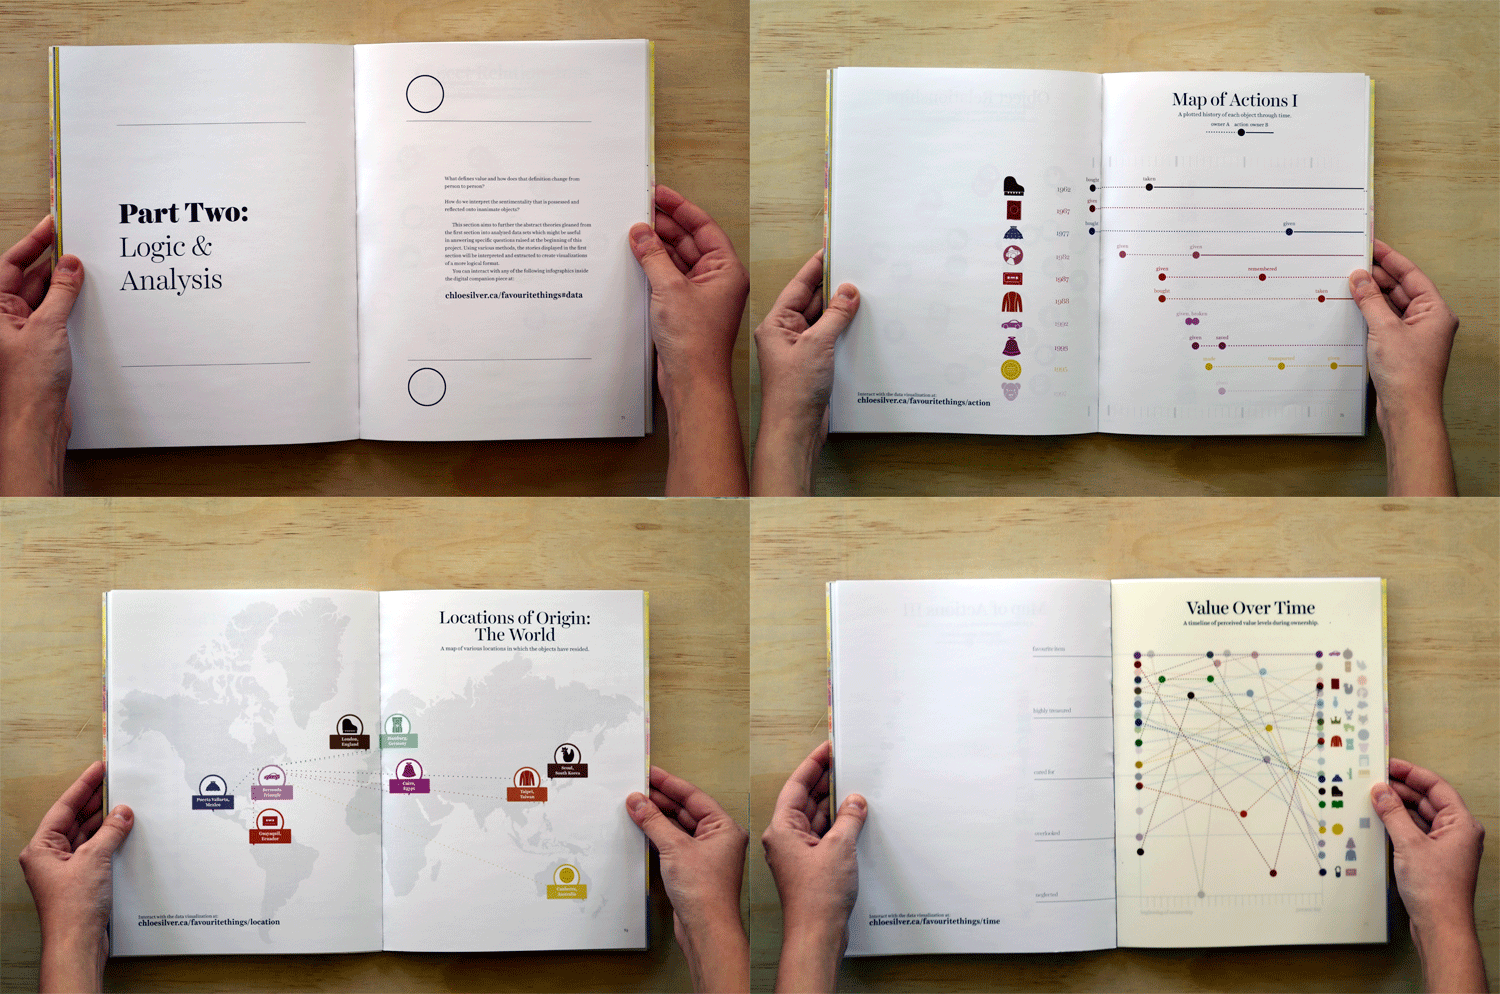 Part Two:
Logic &
Analysis
What defines value and how does that definition change from
person to person?
How do we interpret the sentimentality that is possessed and
reflected onto inanimate objects?
This section aims to further the abstract theories gleaned from
the first section into analyzed data sets which might be useful
in answering specific questions raised at the beginning of this
project. Using various methods, the stories displayed in the first
section will be interpreted and extracted to create visualizations
of a more logical format.
You can interact with any of the following infographics inside
the digital companion piece at:
chloesilver.ca/favouritethings#data
71
Map of Actions I
A plotted history of each object through time.
owner A action owner B
1962
bought
taken
1967
given
1977
bought
given
1982
given
given
1987
given
remembered
1988
bought
taken
given, broken
1999
given
saved
given
Interact with the data visualization at:
chloesilver.ca/favouritethings/action
Locations of Origin:
The World
A map of various locations in which the objects have resided.
London,
England
Germany
Seoul,
South Korea
Puerto Vallarta,
Mexico
Bermuda
Triangle
Cairo,
Egypt
Taipei,
Taiwan
Guayaquil,
Ecuador
Canberra,
Australia
Interact with the data visualization at:
chloesilver.ca/favouritethings/location
Value Over Time
A timeline of perceived value levels during ownership.
favourite item
highly treasured
cared for
overlooked
neglected
Interact with the data visualization at:
chloesilver.ca/favouritethings/time